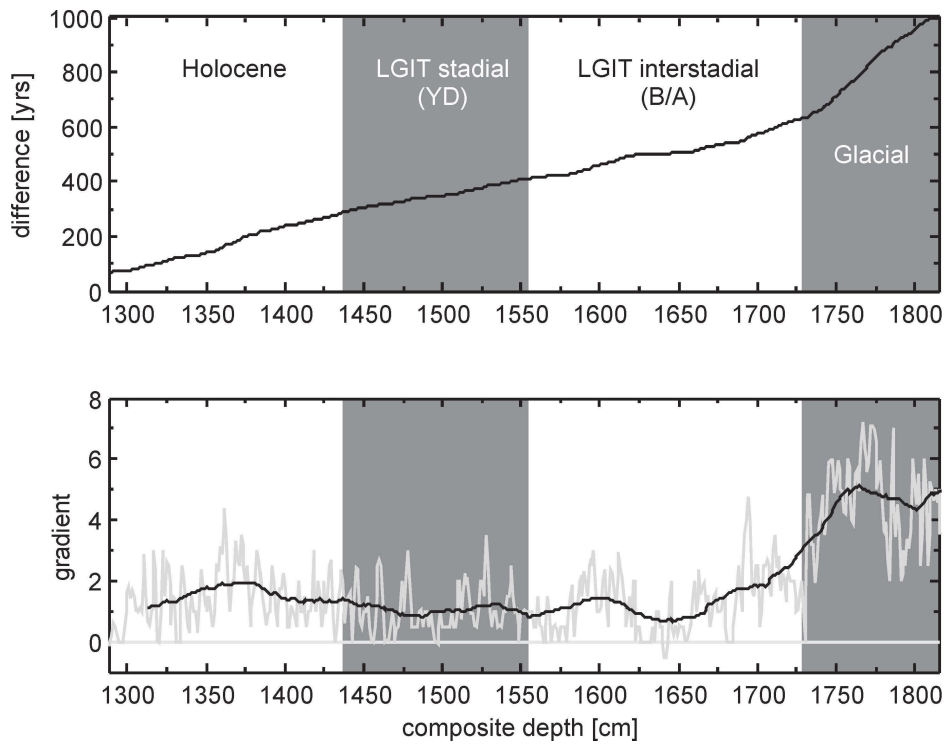 1000
800
600
400
200
0
difference [yrs]
Holocene
LGIT stadial
(YD)
LGIT interstadial
(B/A)
Glacial
1300 1350 1400 1450 1500 1550 1600 1650 1700 1750 1800
8
6
4
2
0
gradient
1300 1350 1400 1450 1500 1550 1600 1650 1700 1750 1800
composite depth [cm]